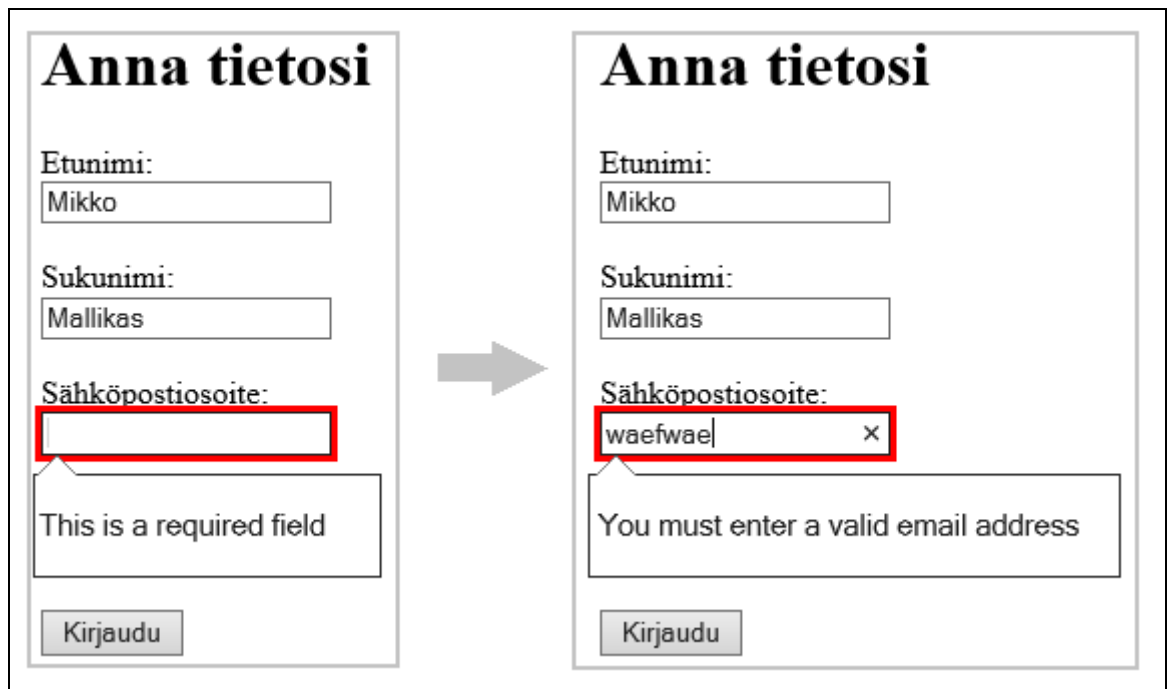 Anna tietosi
Etunimi:
Mikko
Sukunimi:
Mallikas
Sähköpostiosoite:
This is a required field
Kirjaudu
Anna tietosi
Etunimi:
Mikko
Sukunimi:
Mallikas
Sähköpostiosoite:
waefwae ×
You must enter a valid email address
Kirjaudu